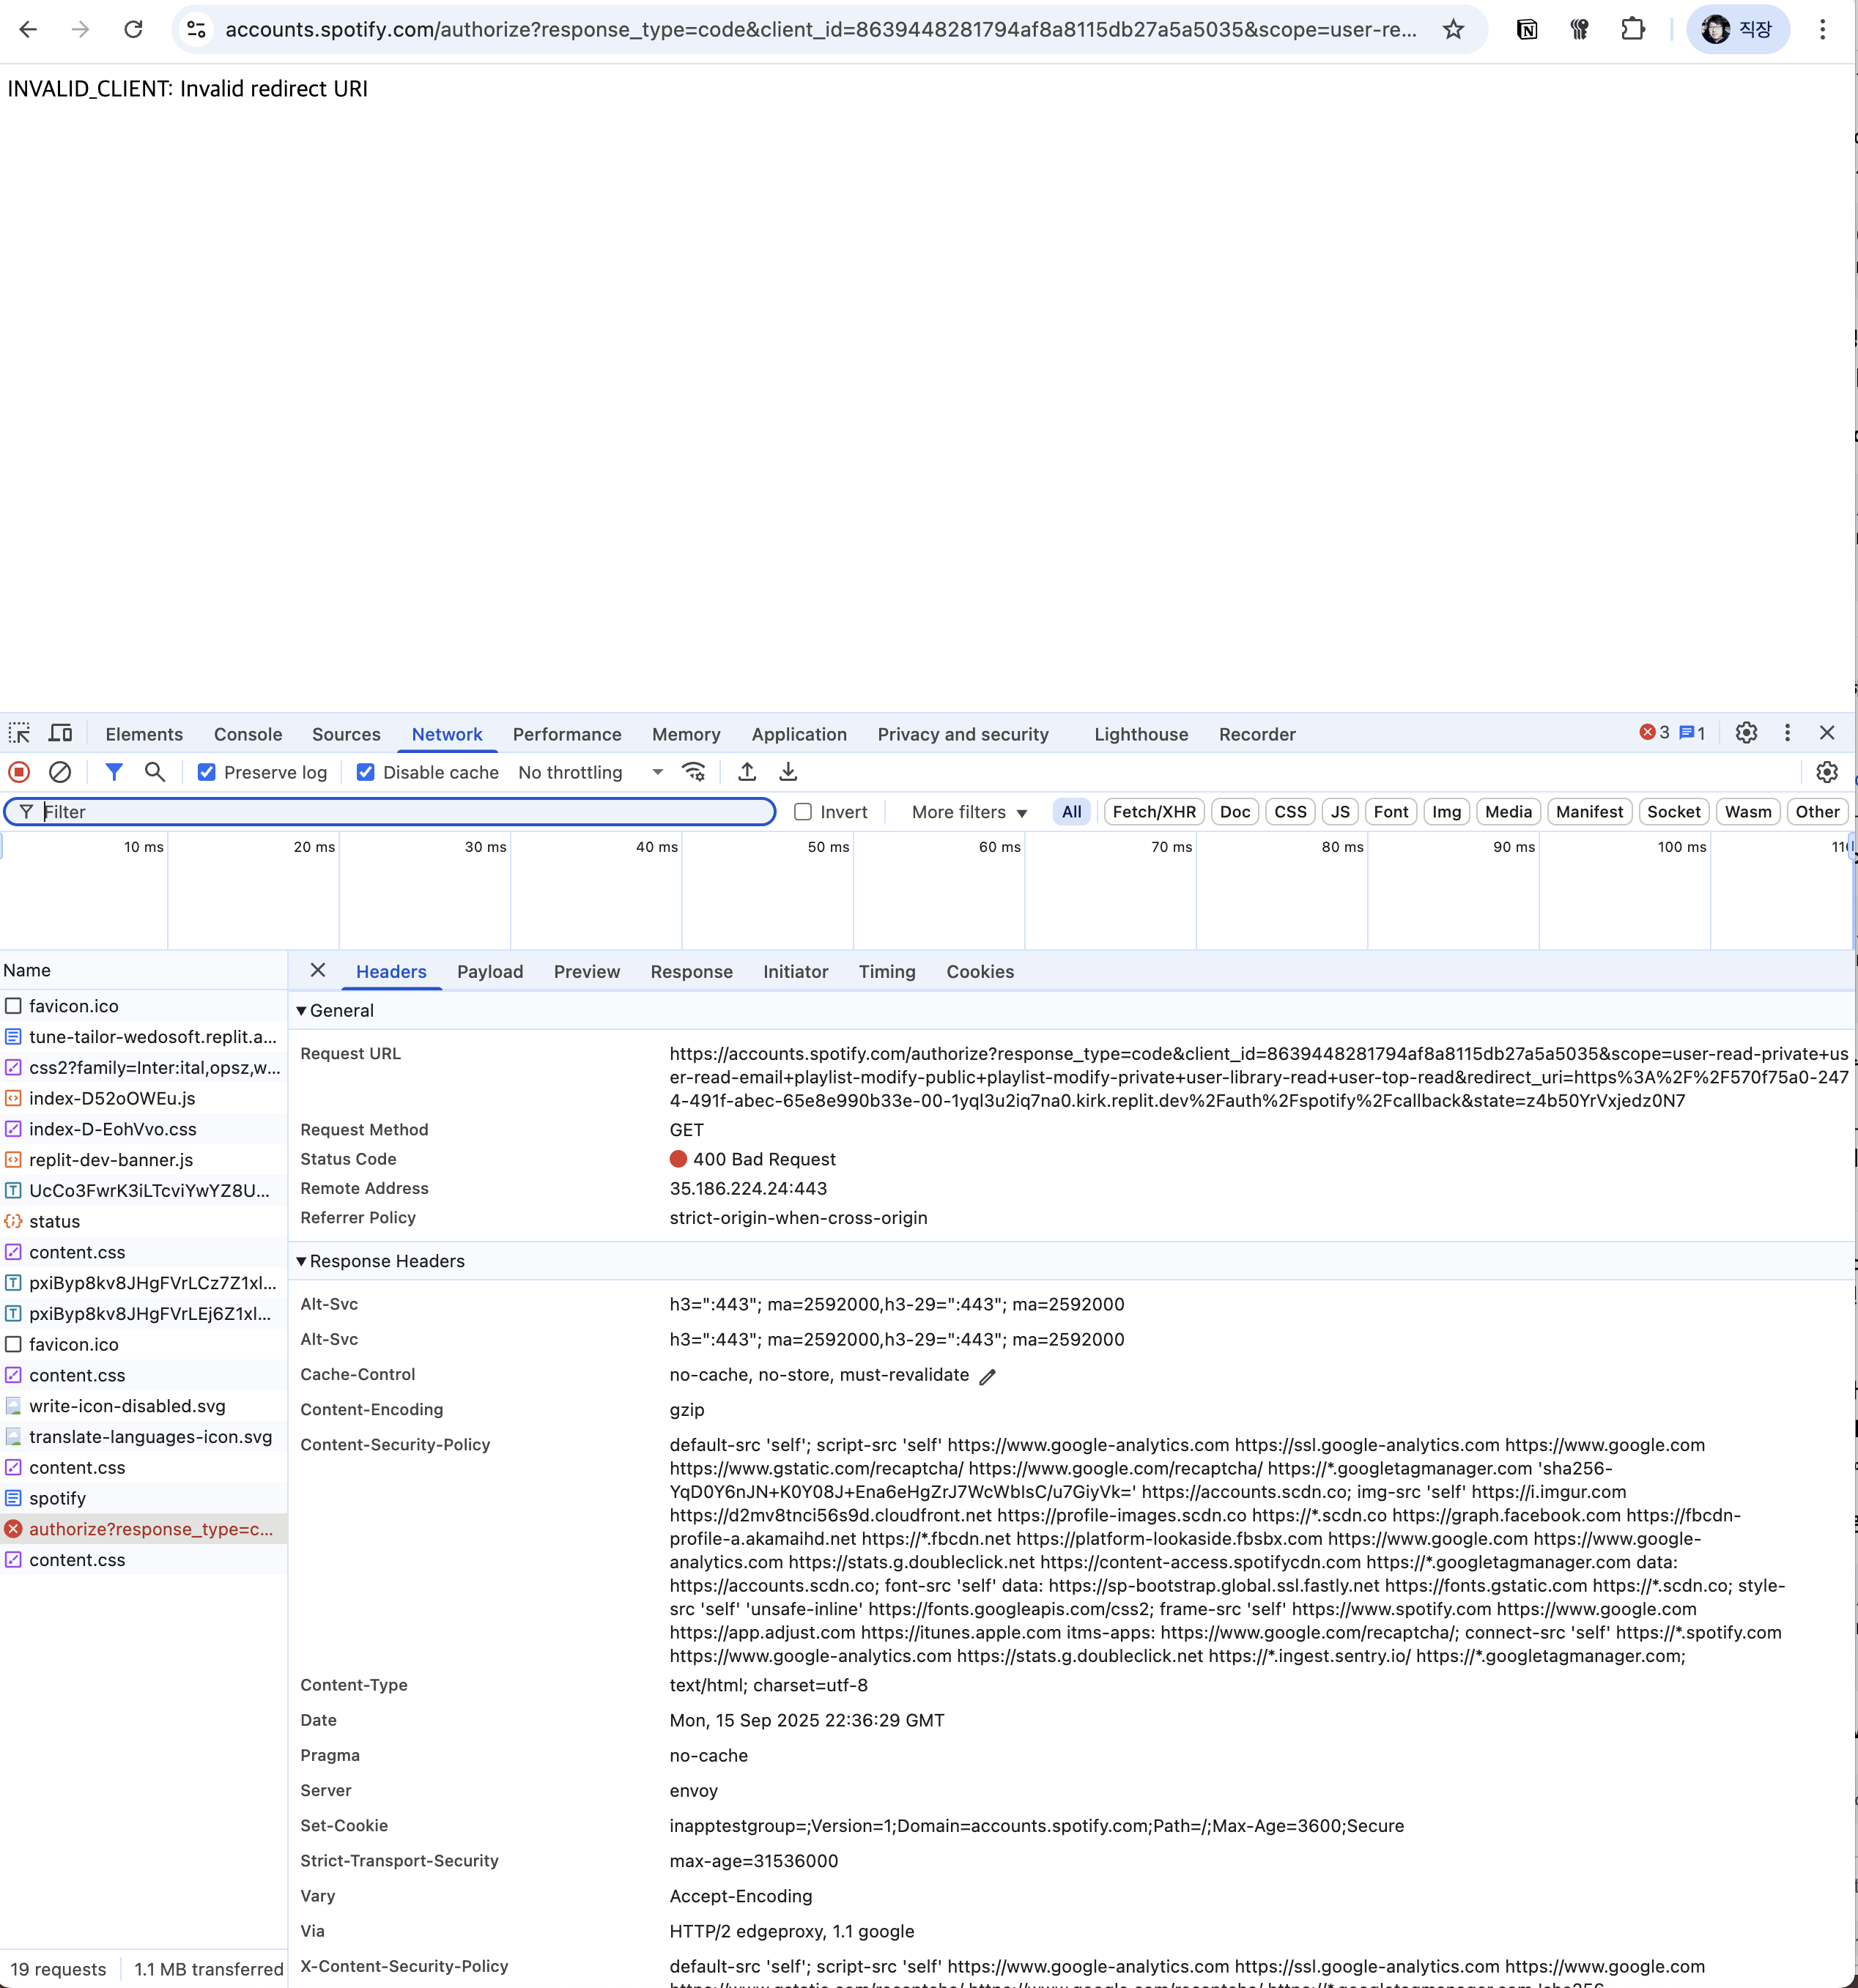 accounts.spotify.com/authorize?response_type=code&client_id=8639448281794af8a8115db27a5a5035&scope=user-re...
직장
INVALID_CLIENT: Invalid redirect URI
Elements Console Sources Network Performance Memory Application Privacy and security Lighthouse Recorder 3 1
Preserve log Disable cache No throttling
Filter Invert More filters All Fetch/XHR Doc CSS JS Font Img Media Manifest Socket Wasm Other
10 ms 20 ms 30 ms 40 ms 50 ms 60 ms 70 ms 80 ms 90 ms 100 ms
Name
favicon.ico
tune-tailor-wedosoft.replit.a...
css2?family=Inter:ital,opsz,w...
index-D52oOWEu.js
index-D-EohVvo.css
replit-dev-banner.js
UcCo3FwrK3iLTcviYwYZ8U...
status
content.css
pxiByp8kv8JHgFVrLCz7Z1xl...
pxiByp8kv8JHgFVrLEj6Z1xl...
favicon.ico
content.css
write-icon-disabled.svg
translate-languages-icon.svg
content.css
spotify
authorize?response_type=c...
content.css
19 requests 1.1 MB transferred
Headers Payload Preview Response Initiator Timing Cookies
General
Request URL
https://accounts.spotify.com/authorize?response_type=code&client_id=8639448281794af8a8115db27a5a5035&scope=user-read-private+us
er-read-email+playlist-modify-public+playlist-modify-private+user-library-read+user-top-read&redirect_uri=https%3A%2F%2F570f75a0-247
4-491f-abec-65e8e990b33e-00-1yql3u2iq7na0.kirk.replit.dev%2Fauth%2Fspotify%2Fcallback&state=z4b50YrVxjedz0N7
Request Method GET
Status Code 400 Bad Request
Remote Address 35.186.224.24:443
Referrer Policy strict-origin-when-cross-origin
Response Headers
Alt-Svc h3=":443"; ma=2592000,h3-29=":443"; ma=2592000
Alt-Svc h3=":443"; ma=2592000,h3-29=":443"; ma=2592000
Cache-Control no-cache, no-store, must-revalidate
Content-Encoding gzip
Content-Security-Policy default-src 'self'; script-src 'self' https://www.google-analytics.com https://ssl.google-analytics.com https://www.google.com
https://www.gstatic.com/recaptcha/ https://www.google.com/recaptcha/ https://*.googletagmanager.com 'sha256-
YqD0Y6nJN+K0Y08J+Ena6eHgZrJ7WcWbIsC/u7GiyVk=' https://accounts.scdn.co; img-src 'self' https://i.imgur.com
https://d2mv8tnci56s9d.cloudfront.net https://profile-images.scdn.co https://*.scdn.co https://graph.facebook.com https://fbcdn-
profile-a.akamaihd.net https://*.fbcdn.net https://platform-lookaside.fbsbx.com https://www.google.com https://www.google-
analytics.com https://stats.g.doubleclick.net https://content-access.spotifycdn.com https://*.googletagmanager.com data:
https://accounts.scdn.co; font-src 'self' data: https://sp-bootstrap.global.ssl.fastly.net https://fonts.gstatic.com https://*.scdn.co; style-
src 'self' 'unsafe-inline' https://fonts.googleapis.com/css2; frame-src 'self' https://www.spotify.com https://www.google.com
https://app.adjust.com https://itunes.apple.com itms-apps: https://www.google.com/recaptcha/; connect-src 'self' https://*.spotify.com
https://www.google-analytics.com https://stats.g.doubleclick.net https://*.ingest.sentry.io/ https://*.googletagmanager.com;
Content-Type text/html; charset=utf-8
Date Mon, 15 Sep 2025 22:36:29 GMT
Pragma no-cache
Server envoy
Set-Cookie inapptestgroup=;Version=1;Domain=accounts.spotify.com;Path=/;Max-Age=3600;Secure
Strict-Transport-Security max-age=31536000
Vary Accept-Encoding
Via HTTP/2 edgeproxy, 1.1 google
X-Content-Security-Policy default-src 'self'; script-src 'self' https://www.google-analytics.com https://ssl.google-analytics.com https://www.google.com